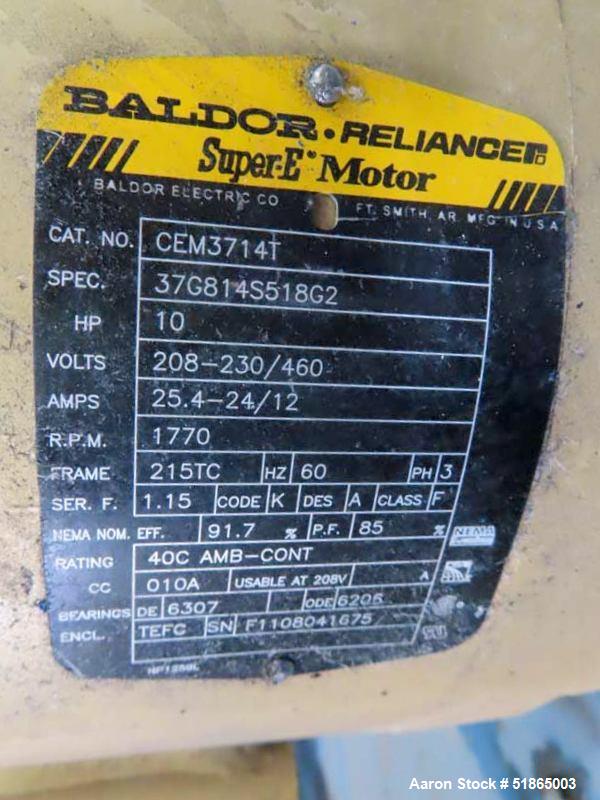 BALDOR • RELIANCER
Super-E Motor
BALDOR ELECTRIC CO FT. SMITH, AR. MFG IN U.S.A
CAT. NO. CEM3714T
SPEC. 37G814S518G2
HP 10
VOLTS 208-230/460
AMPS 25.4-24/12
R.P.M. 1770
FRAME 215TC HZ 60 PH 3
SER. F. 1.15 CODE K DES A CLASS F
NEMA NOM. EFF. 91.7 % P.F. 85 % NEMA
RATING 40C AMB-CONT
CC 010A USABLE AT 208V A
BEARINGS DE 6307 ODE 6206
ENCL. TEFC SN F1108041675
Aaron Stock # 51865003